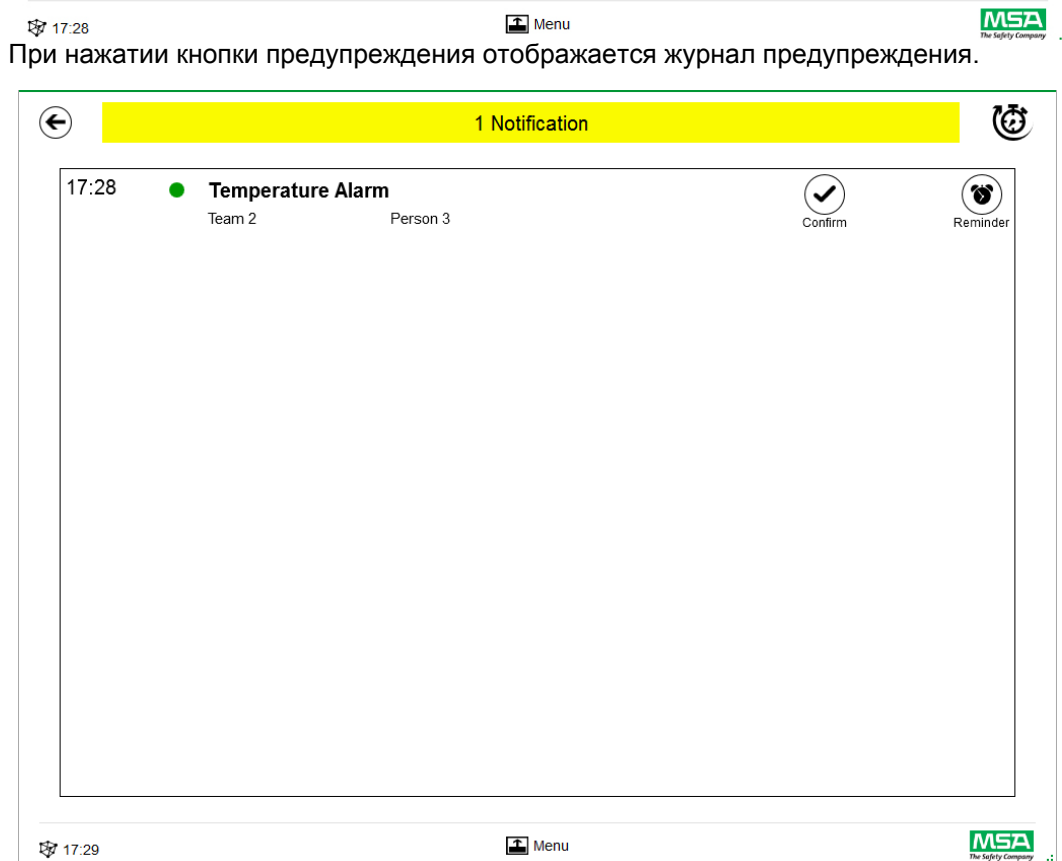 17:28 Menu MSA
The Safety Company
При нажатии кнопки предупреждения отображается журнал предупреждения.
1 Notification
17:28 Temperature Alarm
Team 2 Person 3
Confirm Reminder
17:29 Menu MSA
The Safety Company